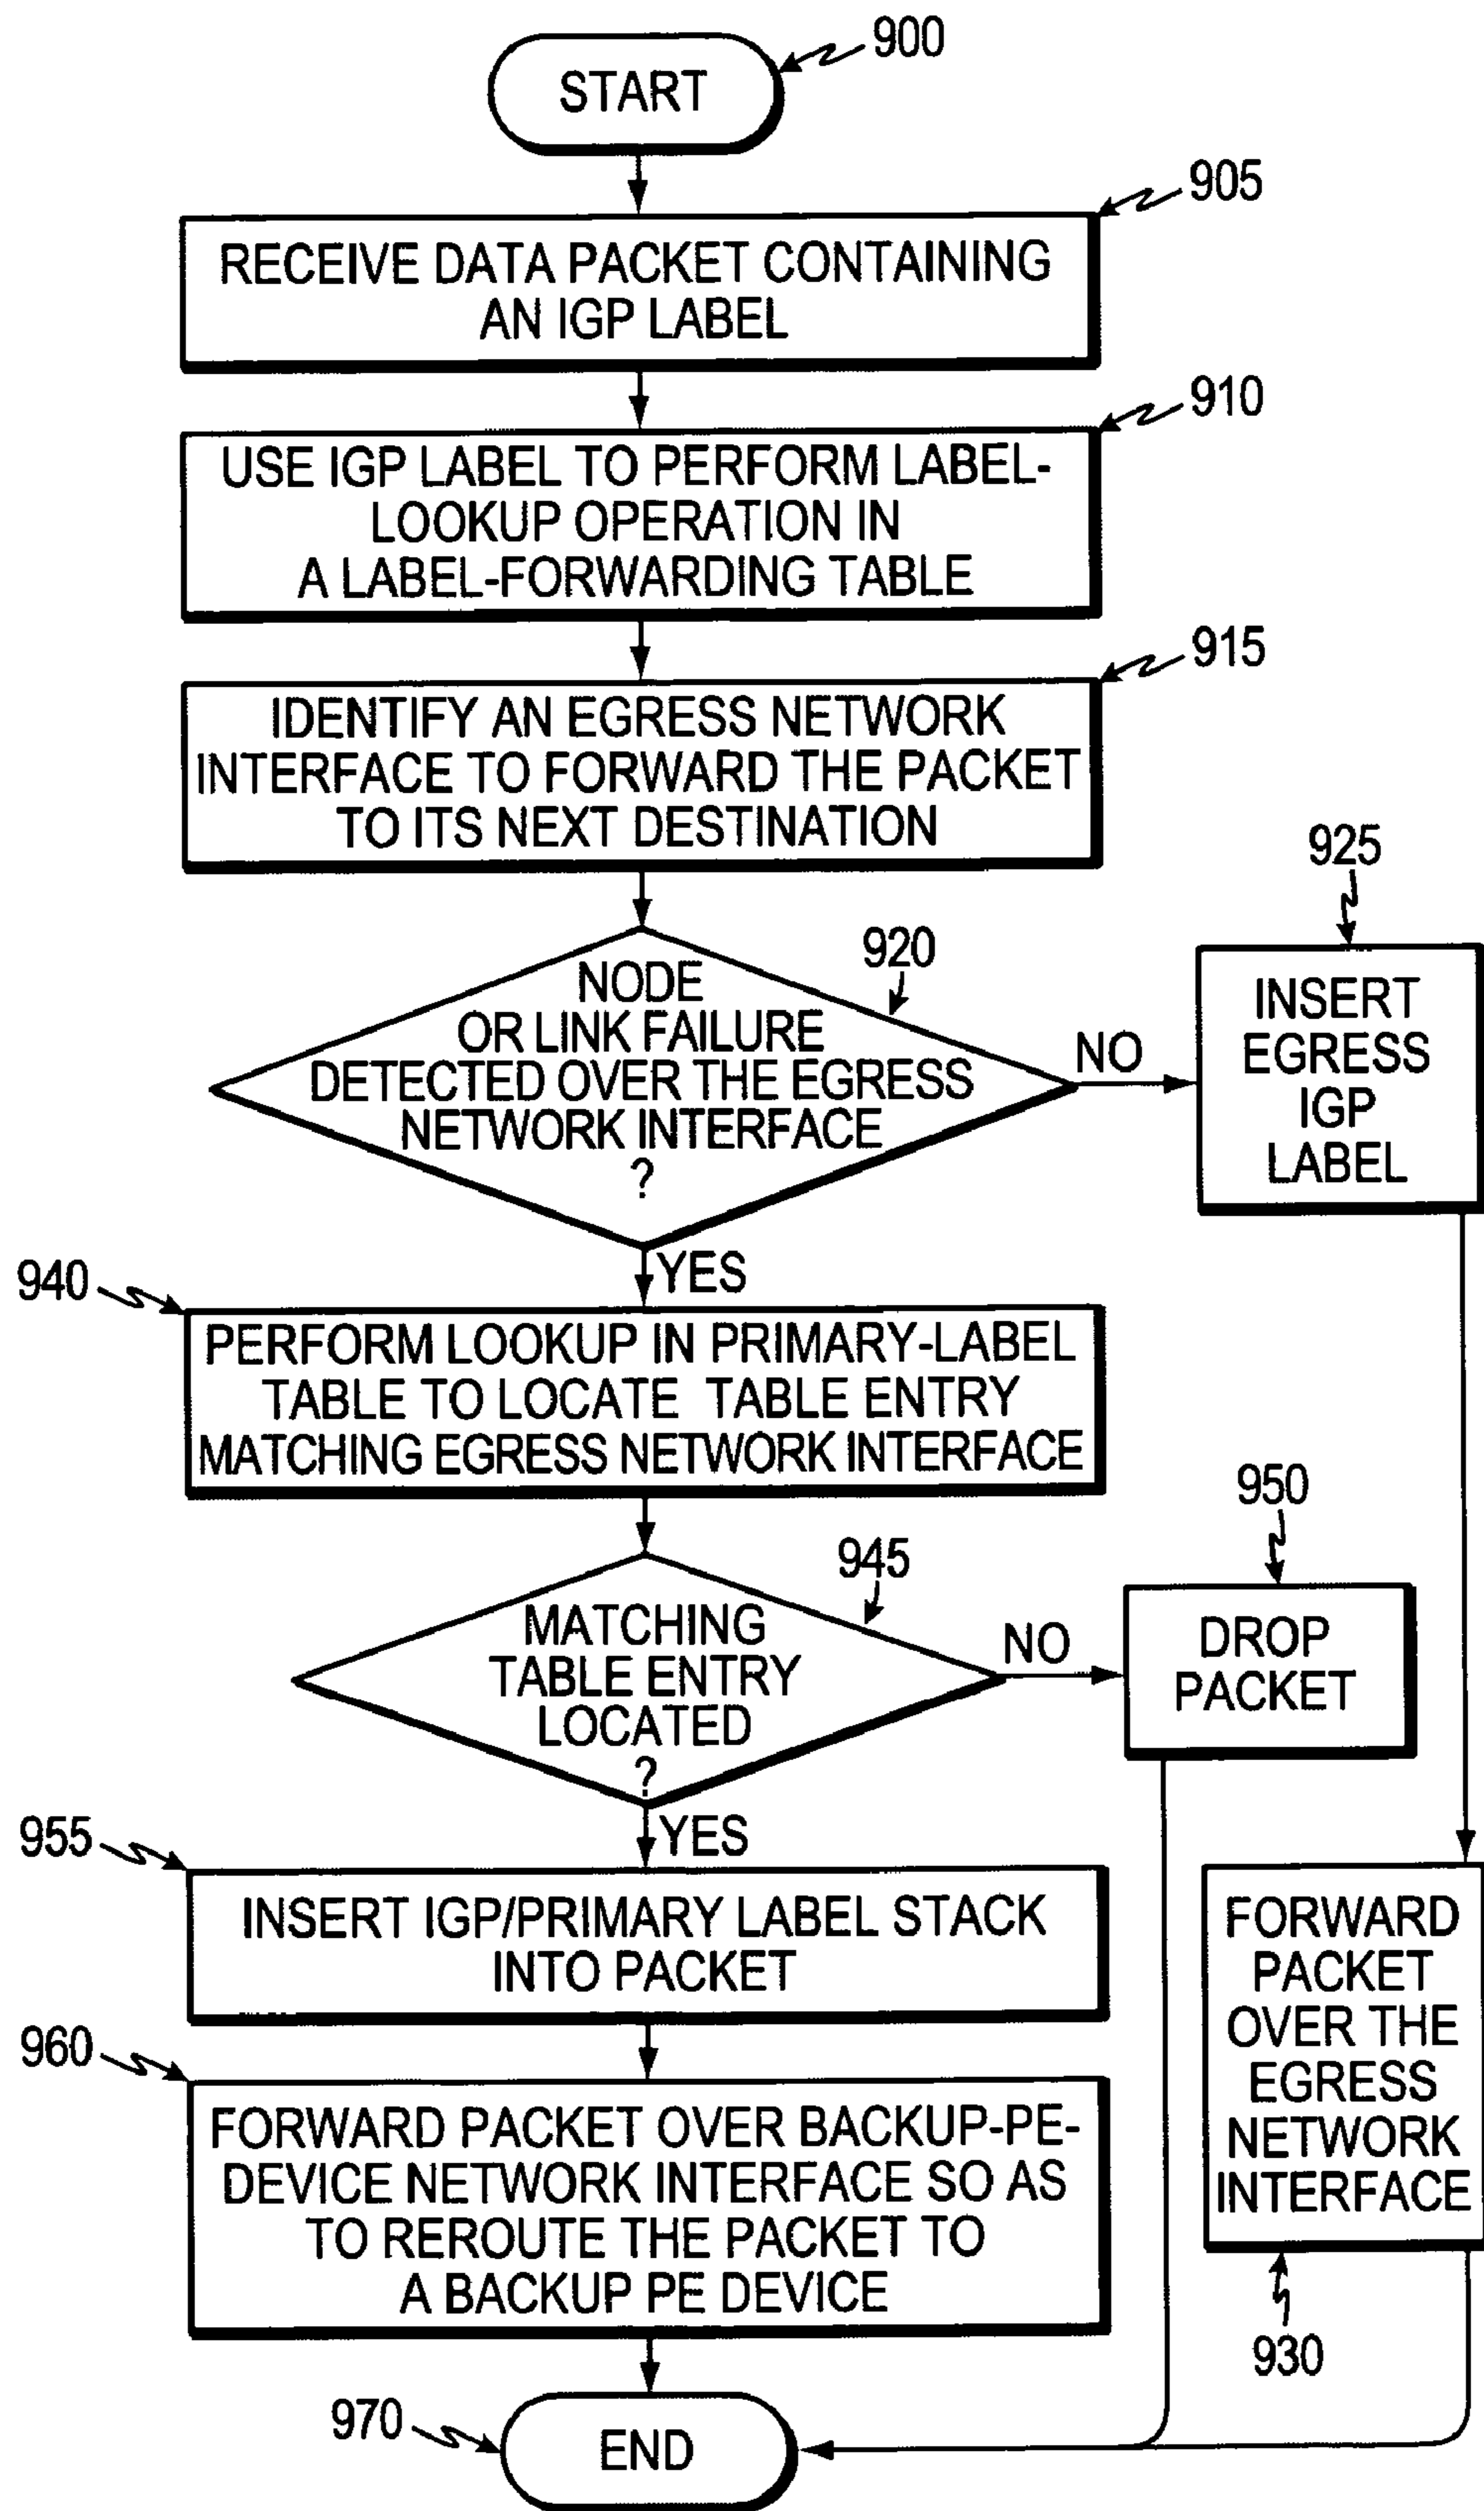 900
START
905
RECEIVE DATA PACKET CONTAINING
AN IGP LABEL
910
USE IGP LABEL TO PERFORM LABEL-
LOOKUP OPERATION IN
A LABEL-FORWARDING TABLE
915
IDENTIFY AN EGRESS NETWORK
INTERFACE TO FORWARD THE PACKET
TO ITS NEXT DESTINATION
920
NODE
OR LINK FAILURE
DETECTED OVER THE EGRESS
NETWORK INTERFACE
?
NO
925
INSERT
EGRESS
IGP
LABEL
YES
940
PERFORM LOOKUP IN PRIMARY-LABEL
TABLE TO LOCATE TABLE ENTRY
MATCHING EGRESS NETWORK INTERFACE
945
MATCHING
TABLE ENTRY
LOCATED
?
NO
950
DROP
PACKET
YES
955
INSERT IGP/PRIMARY LABEL STACK
INTO PACKET
FORWARD
PACKET
OVER THE
EGRESS
NETWORK
INTERFACE
930
960
FORWARD PACKET OVER BACKUP-PE-
DEVICE NETWORK INTERFACE SO AS
TO REROUTE THE PACKET TO
A BACKUP PE DEVICE
970
END